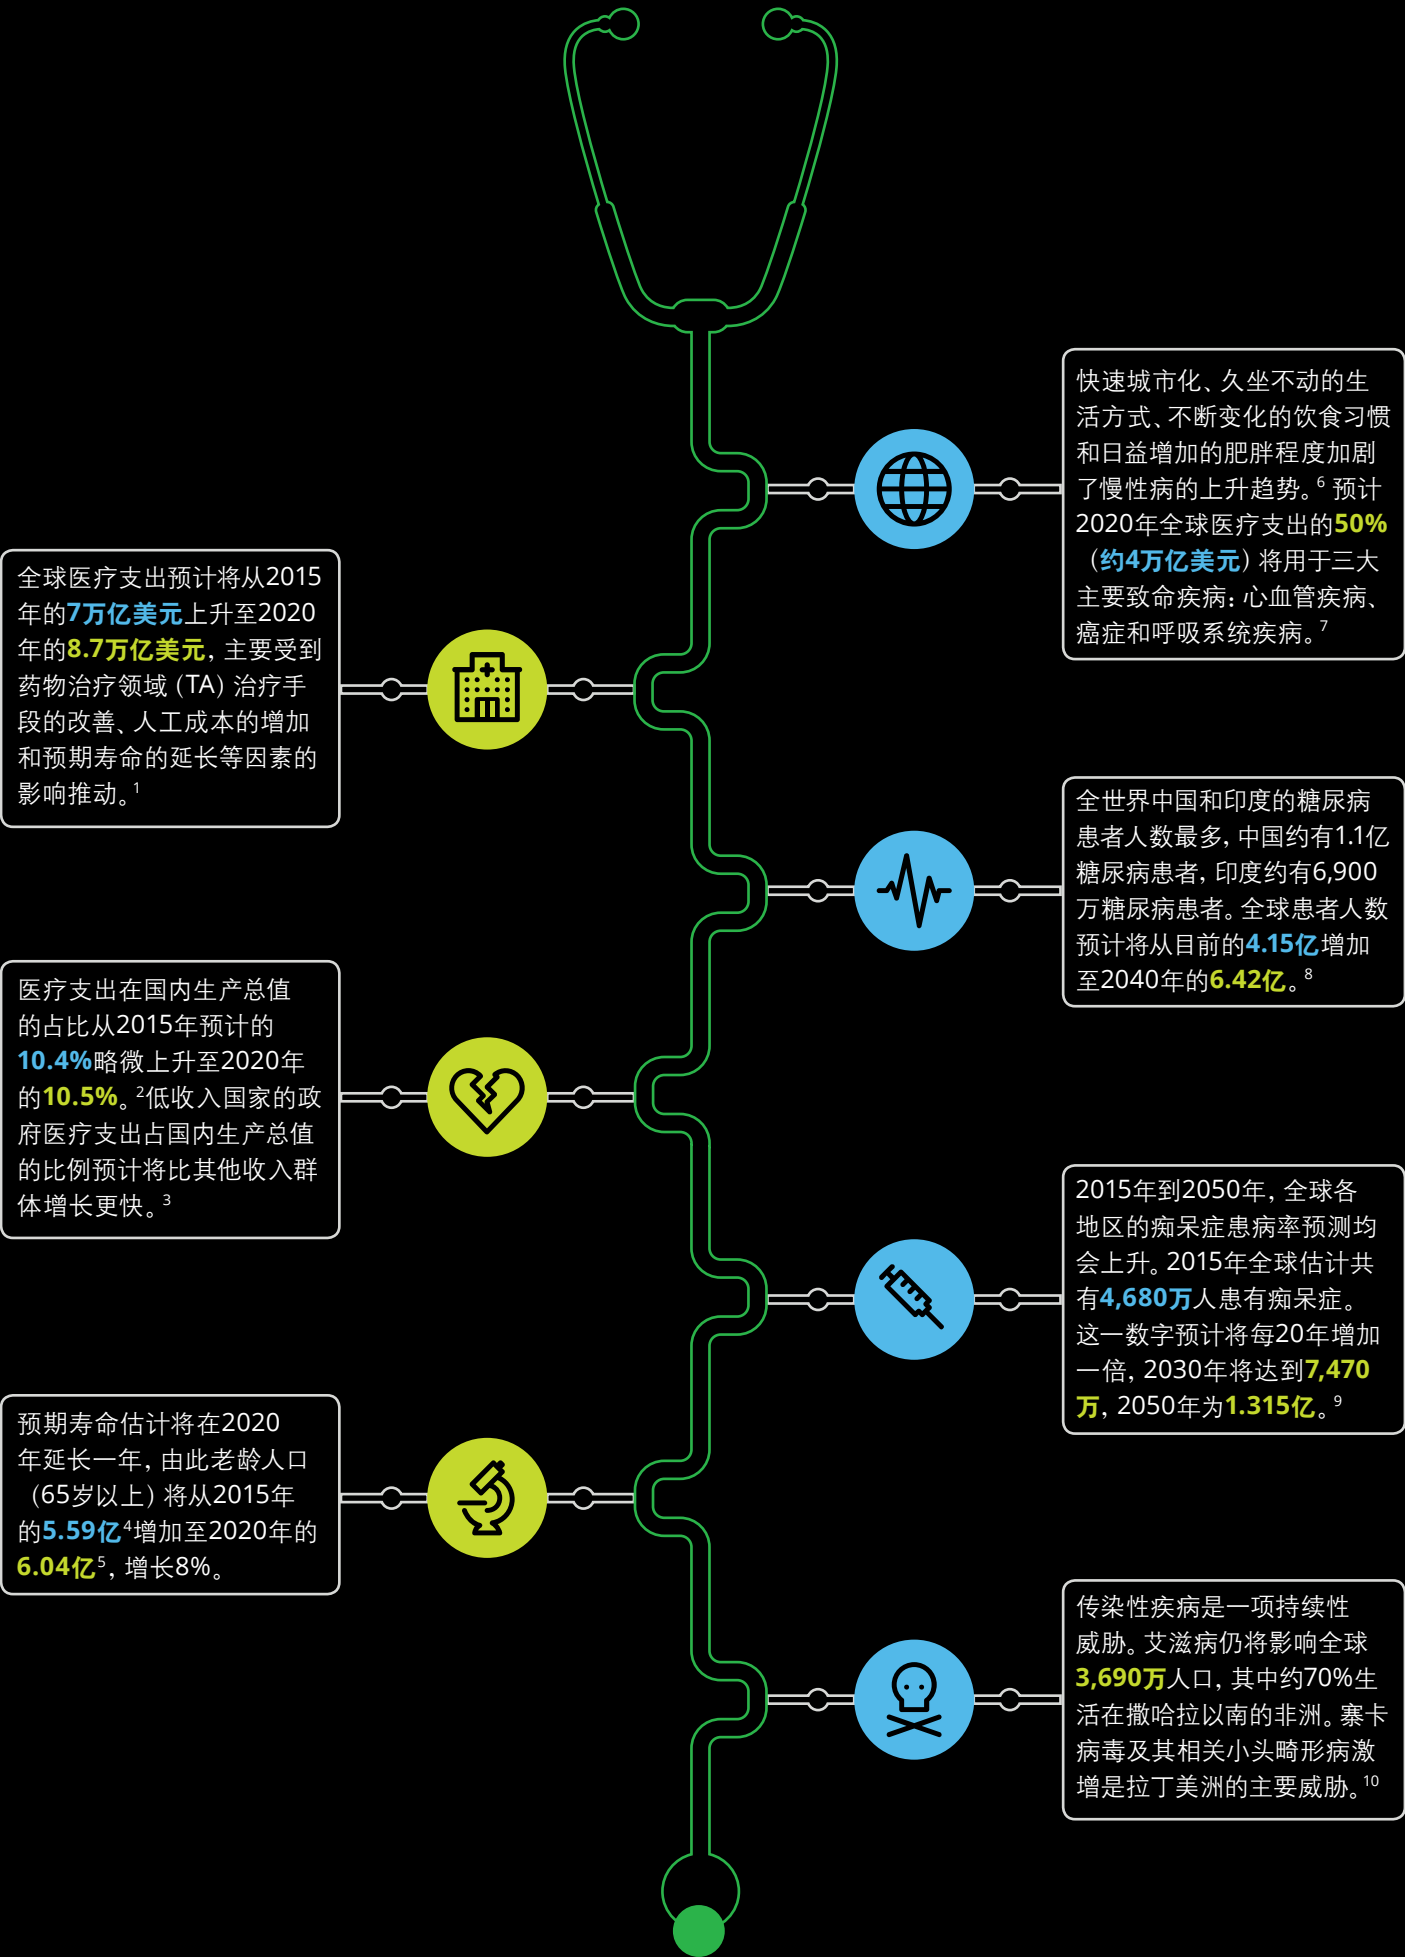 快速城市化、久坐不动的生
活方式、不断变化的饮食习惯
和日益增加的肥胖程度加剧
了慢性病的上升趋势。6 预计
2020年全球医疗支出的50%
（约4万亿美元）将用于三大
主要致命疾病：心血管疾病、
癌症和呼吸系统疾病。7
全球医疗支出预计将从2015
年的7万亿美元上升至2020
年的8.7万亿美元，主要受到
药物治疗领域（TA）治疗手
段的改善、人工成本的增加
和预期寿命的延长等因素的
影响推动。1
全世界中国和印度的糖尿病
患者人数最多，中国约有1.1亿
糖尿病患者，印度约有6,900
万糖尿病患者。全球患者人数
预计将从目前的4.15亿增加
至2040年的6.42亿。8
医疗支出在国内生产总值
的占比从2015年预计的
10.4%略微上升至2020年
的10.5%。2低收入国家的政
府医疗支出占国内生产总值
的比例预计将比其他收入群
体增长更快。3
2015年到2050年，全球各
地区的痴呆症患病率预测均
会上升。2015年全球估计共
有4,680万人患有痴呆症。
这一数字预计将每20年增加
一倍，2030年将达到7,470
万，2050年为1.315亿。9
预期寿命估计将在2020
年延长一年，由此老龄人口
（65岁以上）将从2015年
的5.59亿4增加至2020年的
6.04亿5，增长8%。
传染性疾病是一项持续性
威胁。艾滋病仍将影响全球
3,690万人口，其中约70%生
活在撒哈拉以南的非洲。寨卡
病毒及其相关小头畸形病激
增是拉丁美洲的主要威胁。10